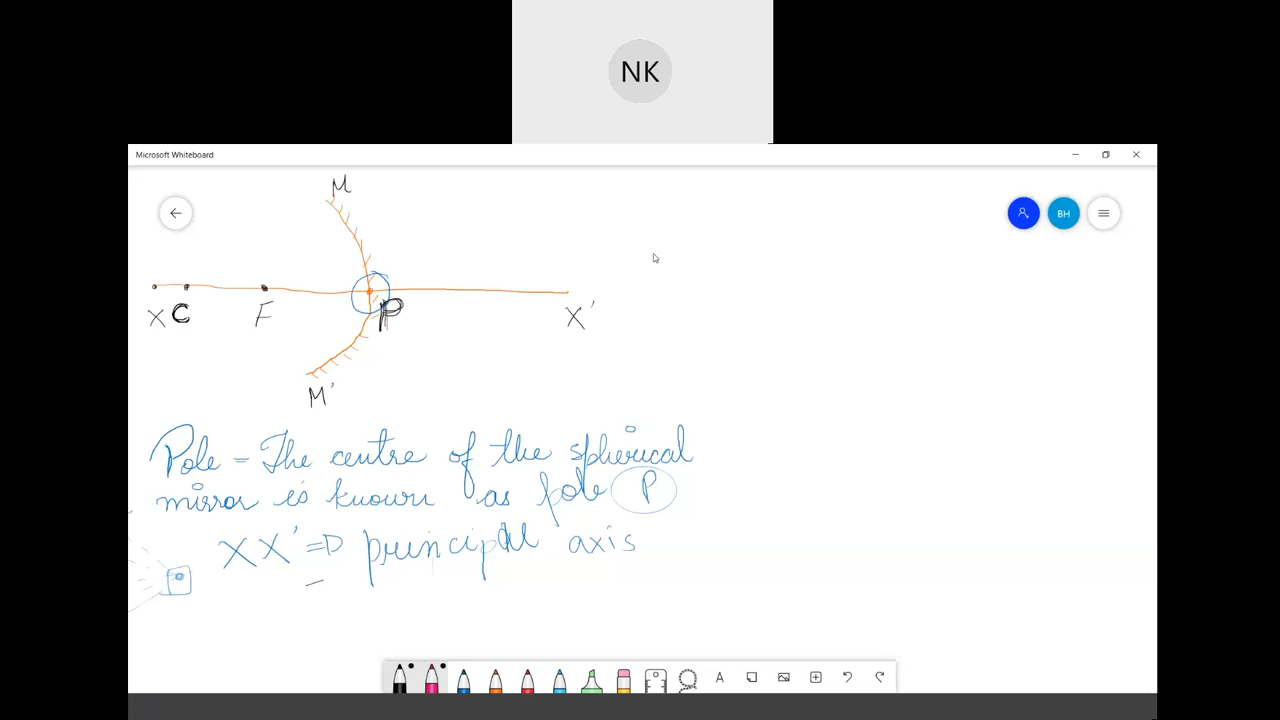 NK
Microsoft Whiteboard
M
BH
X C F P X'
M'
Pole = The centre of the spherical
mirror is known as pole P
XX' => principal axis
A